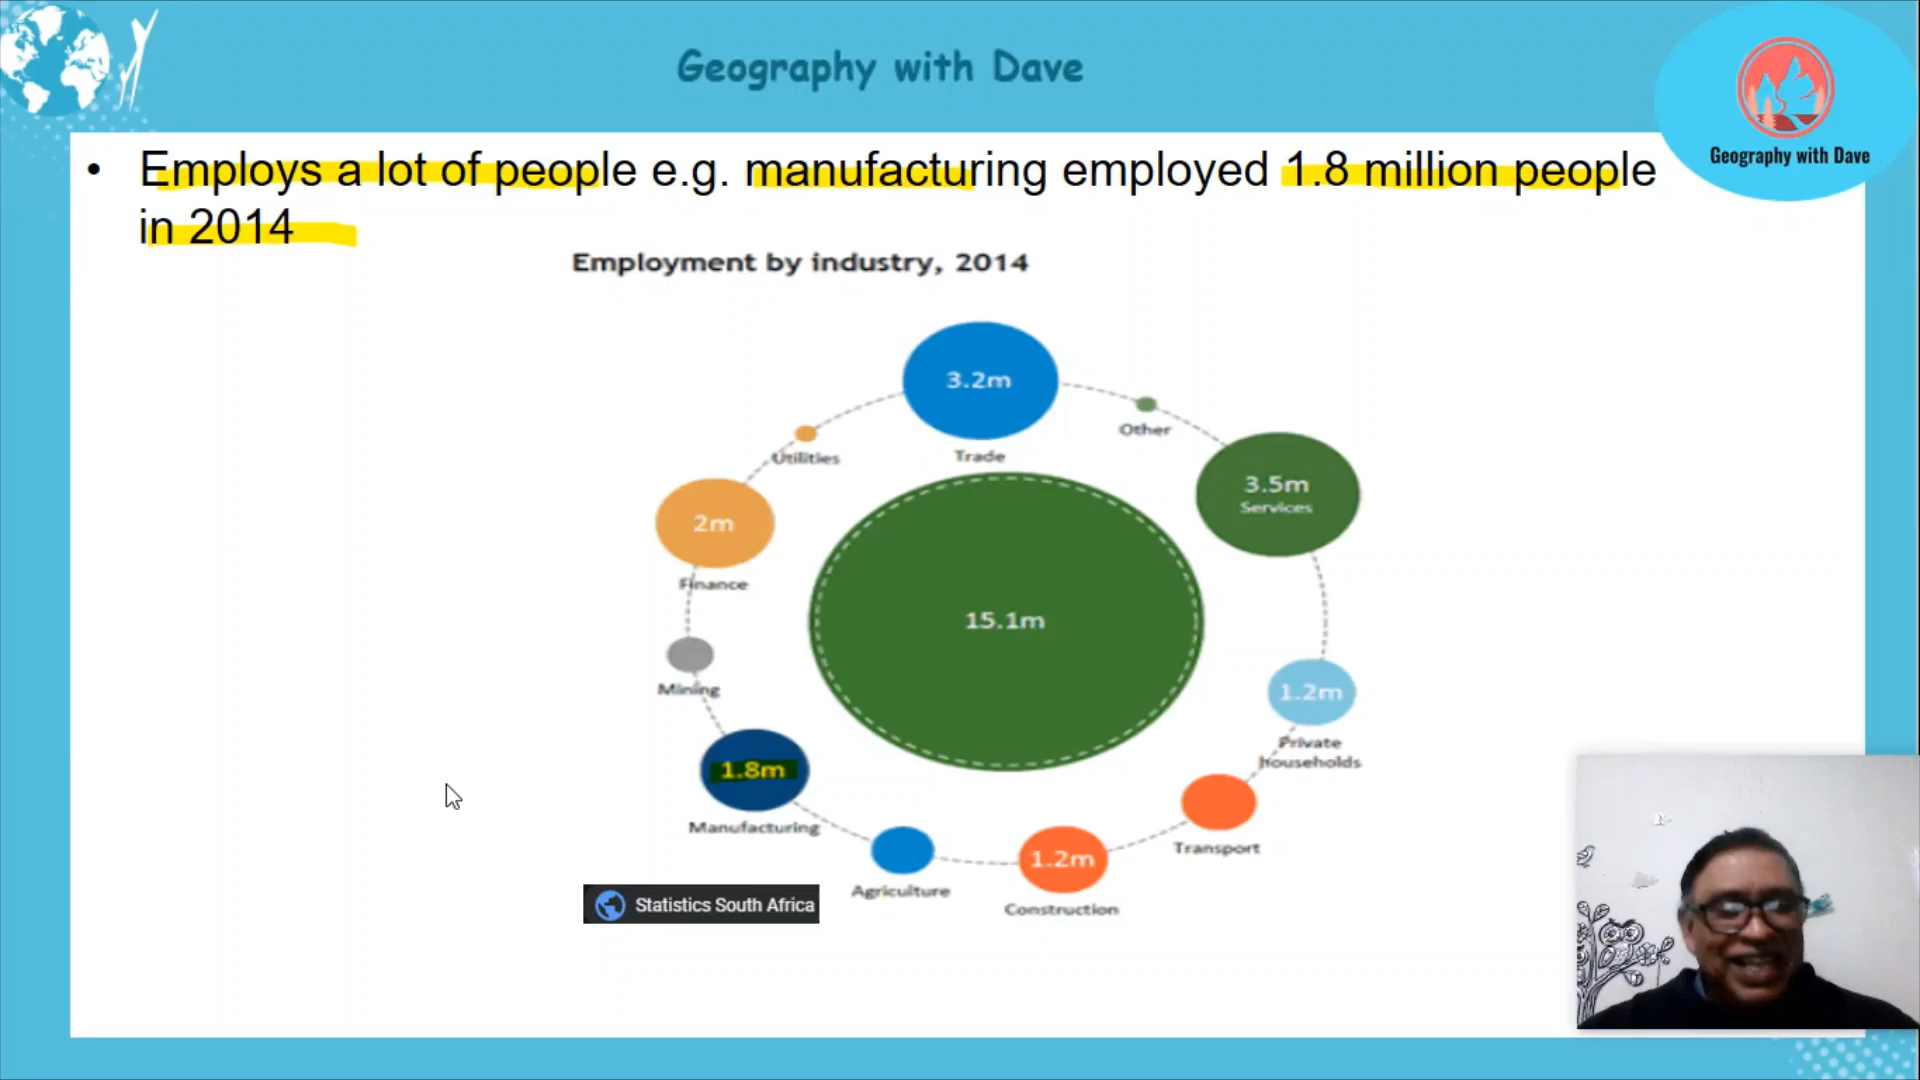 Geography with Dave
Geography with Dave
• Employs a lot of people e.g. manufacturing employed 1.8 million people
in 2014
Employment by industry, 2014
3.2m
Trade
Other
3.5m
Services
Utilities
2m
Finance
15.1m
Mining
1.2m
Private
households
1.8m
Manufacturing
Transport
Agriculture
1.2m
Construction
Statistics South Africa